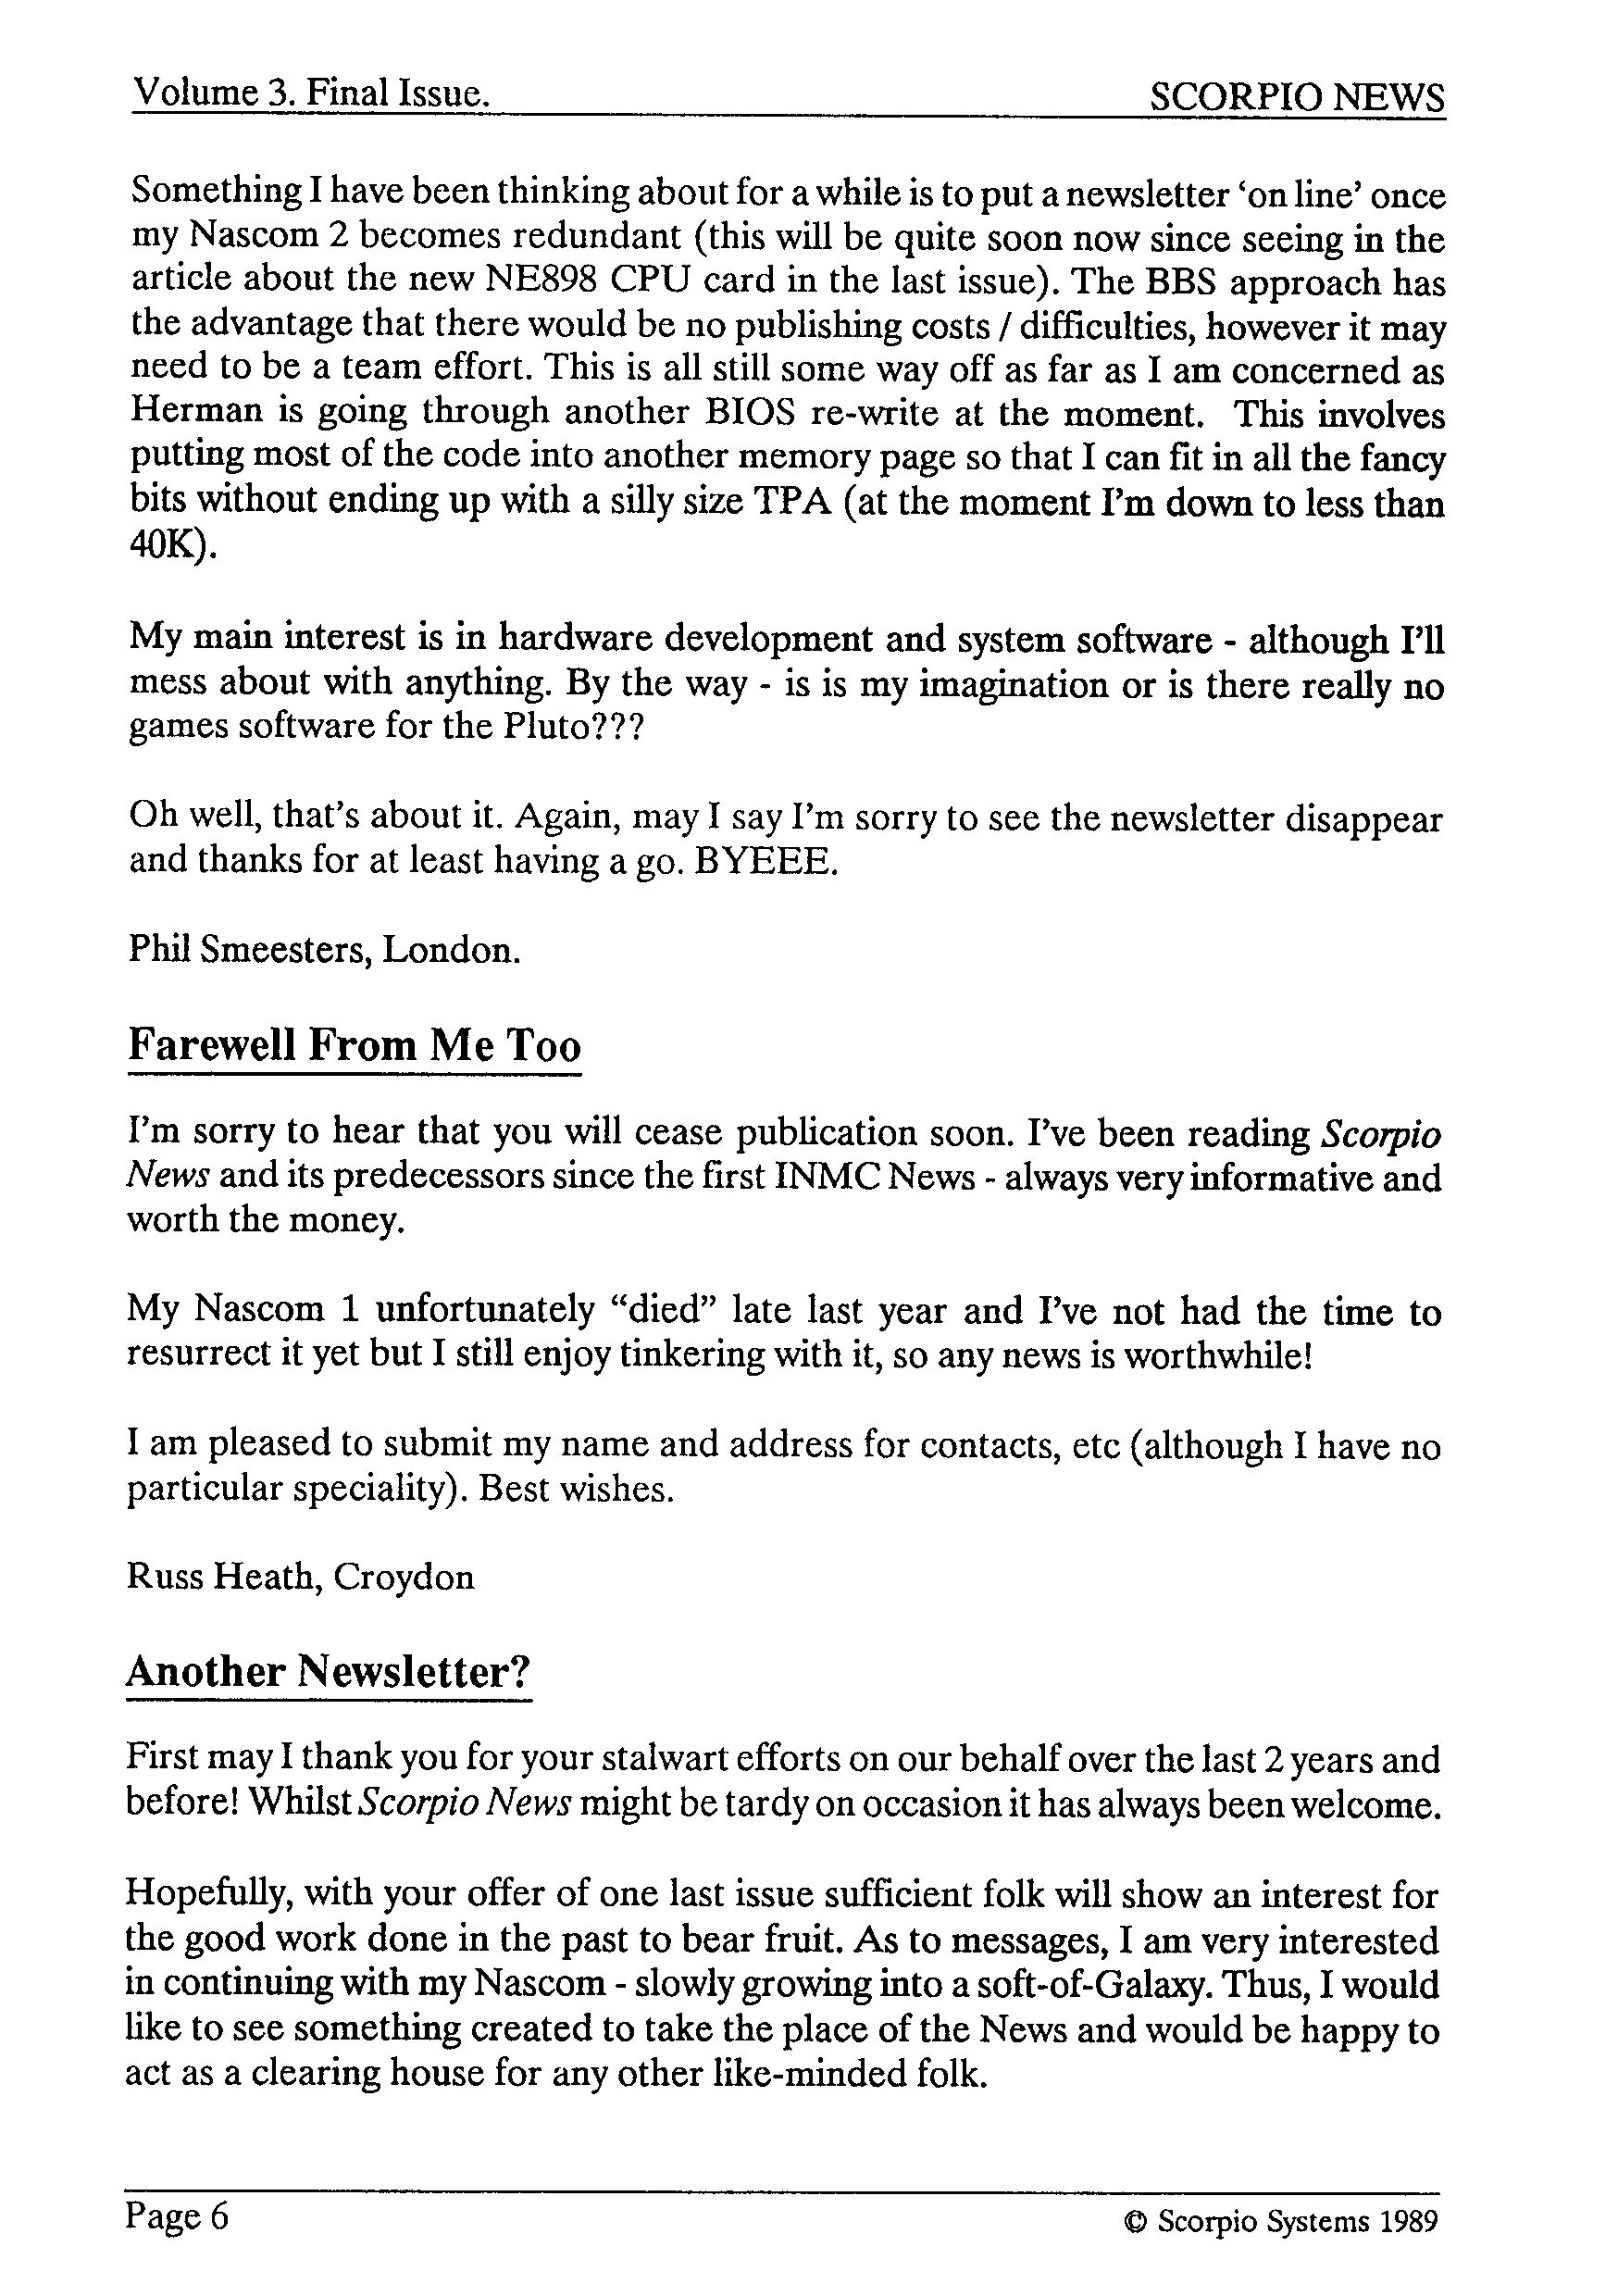 Volume 3. Final Issue. SCORPIO NEWS
Something I have been thinking about for a while is to put a newsletter ‘on line’ once
my Nascom 2 becomes redundant (this will be quite soon now since seeing in the
article about the new NE898 CPU card in the last issue). The BBS approach has
the advantage that there would be no publishing costs / difficulties, however it may
need to be a team effort. This is all still some way off as far as I am concerned as
Herman is going through another BIOS re-write at the moment. This involves
putting most of the code into another memory page so that I can fit in all the fancy
bits without ending up with a silly size TPA (at the moment I’m down to less than
40K).
My main interest is in hardware development and system software - although I’ll
mess about with anything. By the way - is is my imagination or is there really no
games software for the Pluto???
Oh well, that’s about it. Again, may I say I’m sorry to see the newsletter disappear
and thanks for at least having a go. BYEEE.
Phil Smeesters, London.
Farewell From Me Too
I’m sorry to hear that you will cease publication soon. I’ve been reading Scorpio
News and its predecessors since the first INMC News - always very informative and
worth the money.
My Nascom 1 unfortunately “died” late last year and I’ve not had the time to
resurrect it yet but I still enjoy tinkering with it, so any news is worthwhile!
I am pleased to submit my name and address for contacts, etc (although I have no
particular speciality). Best wishes.
Russ Heath, Croydon
Another Newsletter?
First may I thank you for your stalwart efforts on our behalf over the last 2 years and
before! Whilst Scorpio News might be tardy on occasion it has always been welcome.
Hopefully, with your offer of one last issue sufficient folk will show an interest for
the good work done in the past to bear fruit. As to messages, I am very interested
in continuing with my Nascom - slowly growing into a soft-of-Galaxy. Thus, I would
like to see something created to take the place of the News and would be happy to
act as a clearing house for any other like-minded folk.
Page 6 © Scorpio Systems 1989